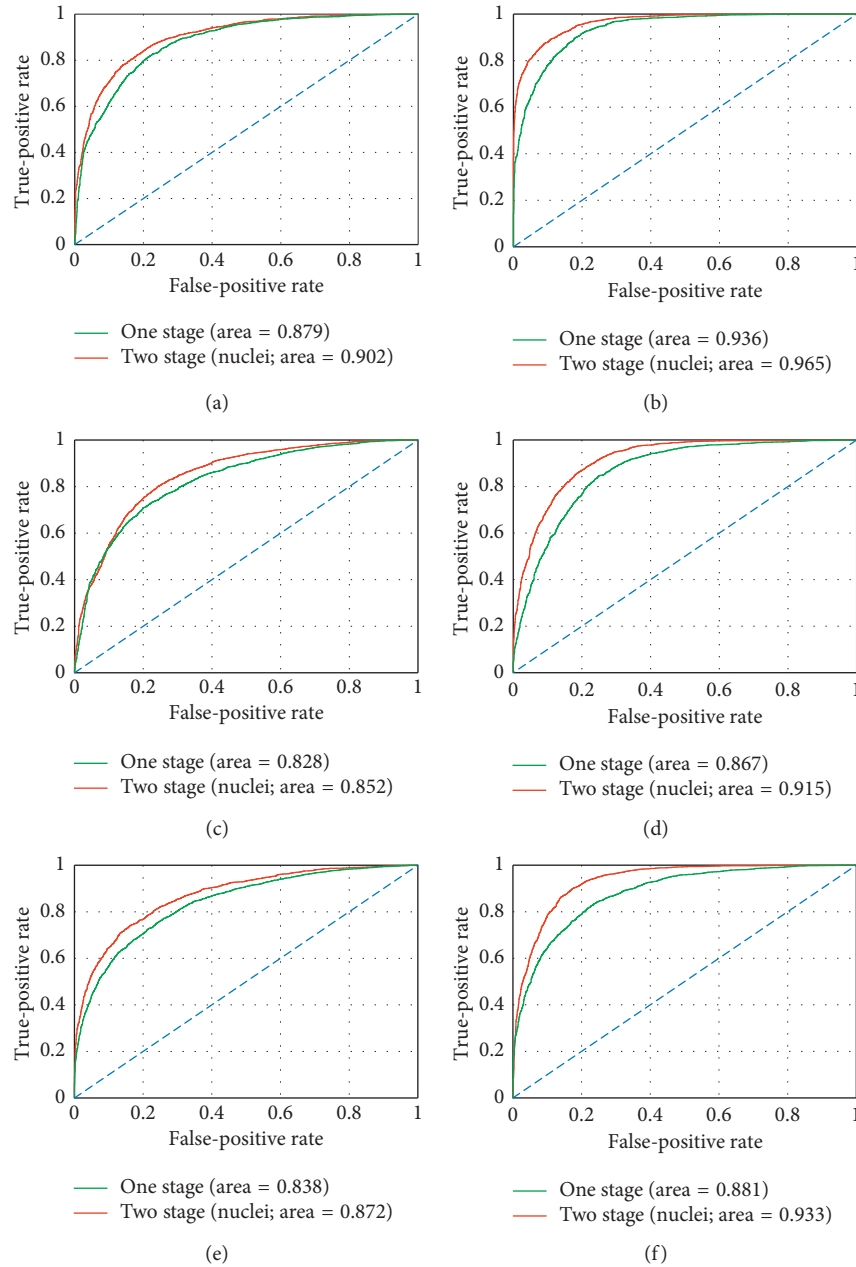 1
0.8
0.6
0.4
0.2
0
0 0.2 0.4 0.6 0.8 1
True-positive rate
False-positive rate
One stage (area = 0.879)
Two stage (nuclei; area = 0.902)
(a)
1
0.8
0.6
0.4
0.2
0
0 0.2 0.4 0.6 0.8 1
True-positive rate
False-positive rate
One stage (area = 0.936)
Two stage (nuclei; area = 0.965)
(b)
1
0.8
0.6
0.4
0.2
0
0 0.2 0.4 0.6 0.8 1
True-positive rate
False-positive rate
One stage (area = 0.828)
Two stage (nuclei; area = 0.852)
(c)
1
0.8
0.6
0.4
0.2
0
0 0.2 0.4 0.6 0.8 1
True-positive rate
False-positive rate
One stage (area = 0.867)
Two stage (nuclei; area = 0.915)
(d)
1
0.8
0.6
0.4
0.2
0
0 0.2 0.4 0.6 0.8 1
True-positive rate
False-positive rate
One stage (area = 0.838)
Two stage (nuclei; area = 0.872)
(e)
1
0.8
0.6
0.4
0.2
0
0 0.2 0.4 0.6 0.8 1
True-positive rate
False-positive rate
One stage (area = 0.881)
Two stage (nuclei; area = 0.933)
(f)